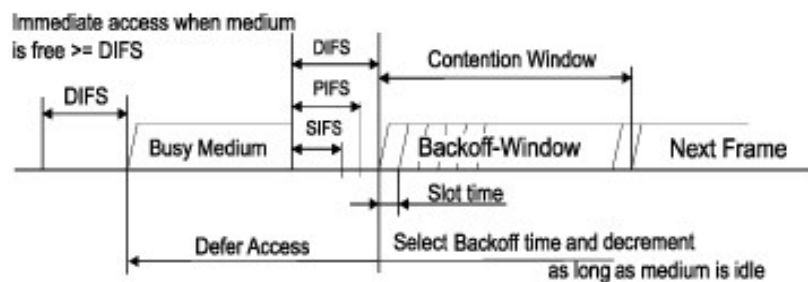 Immediate access when medium
is free >= DIFS
DIFS
Contention Window
PIFS
DIFS
SIFS
Busy Medium
Backoff-Window
Next Frame
Slot time
Defer Access
Select Backoff time and decrement
as long as medium is idle